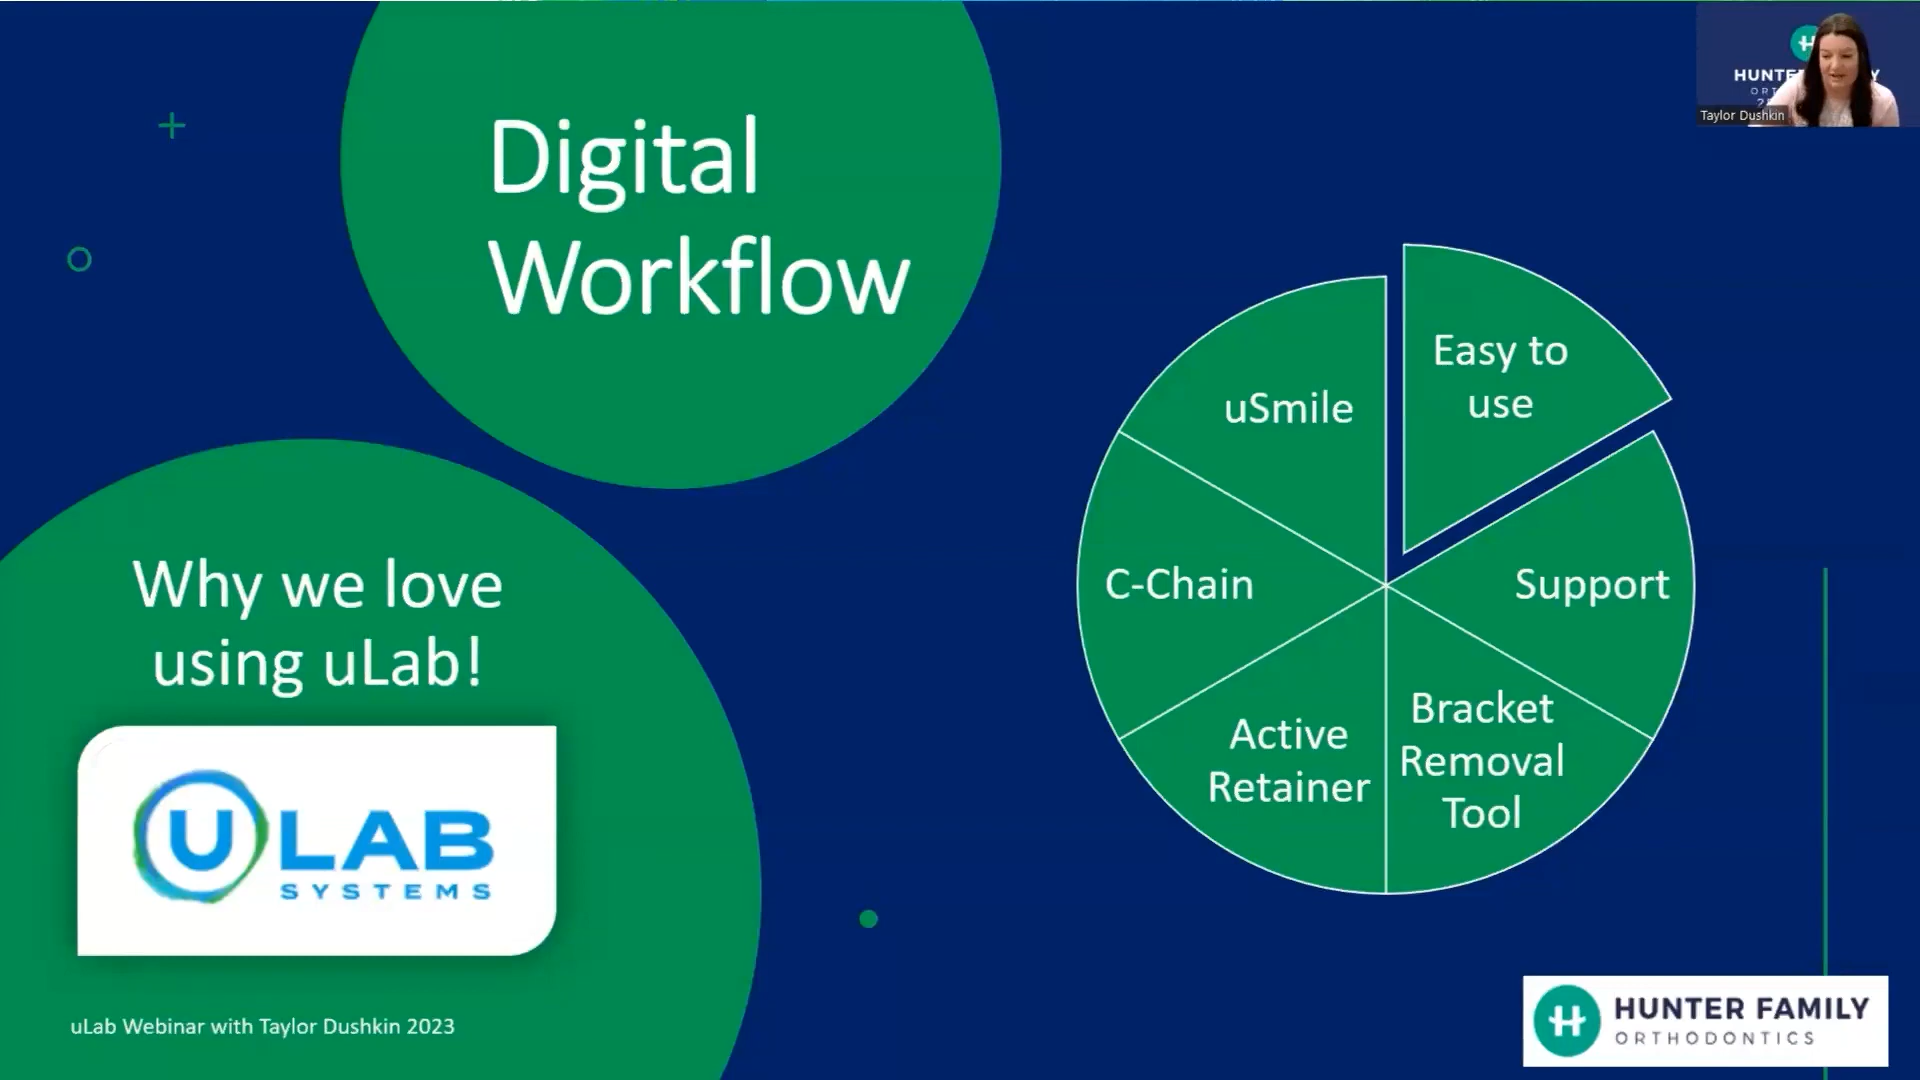 Digital
Workflow
Why we love
using uLab!
U LAB
SYSTEMS
uLab Webinar with Taylor Dushkin 2023
Easy to
use
Support
Bracket
Removal
Tool
Active
Retainer
C-Chain
uSmile
Taylor Dushkin
HUNTER FAMILY
ORTHODONTICS